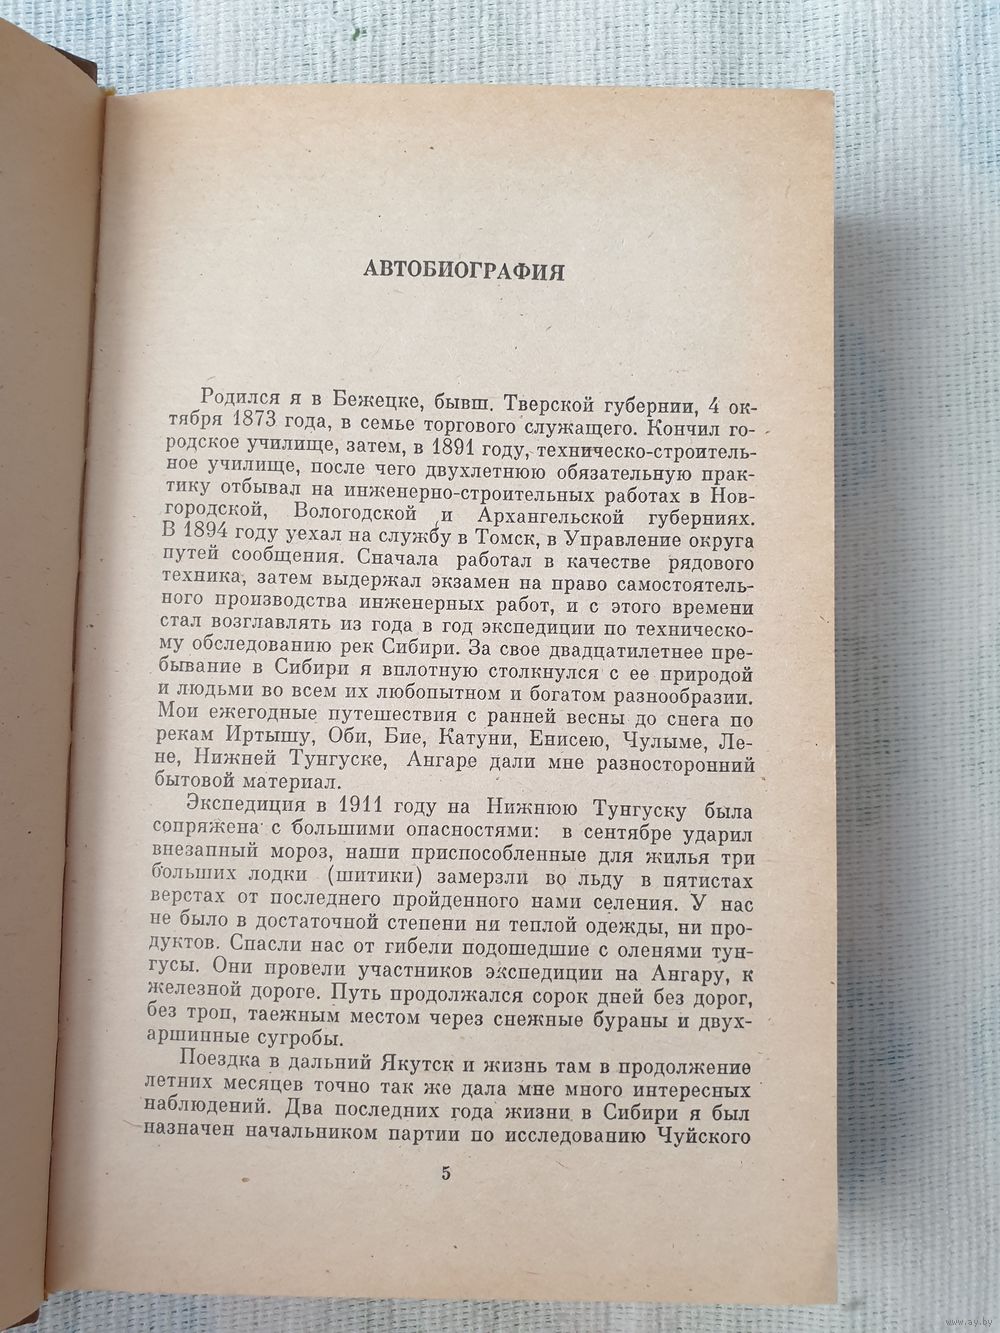 АВТОБИОГРАФИЯ
Родился я в Бежецке, бывш. Тверской губернии, 4 ок-
тября 1873 года, в семье торгового служащего. Кончил го-
родское училище, затем, в 1891 году, техническо-строитель-
ное училище, после чего двухлетнюю обязательную прак-
тику отбывал на инженерно-строительных работах в Нов-
городской, Вологодской и Архангельской губерниях.
В 1894 году уехал на службу в Томск, в Управление округа
путей сообщения. Сначала работал в качестве рядового
техника, затем выдержал экзамен на право самостоятель-
ного производства инженерных работ, и с этого времени
стал возглавлять из года в год экспедиции по техническо-
му обследованию рек Сибири. За свое двадцатилетнее пре-
бывание в Сибири я вплотную столкнулся с ее природой
и людьми во всем их любопытном и богатом разнообразии.
Мои ежегодные путешествия с ранней весны до снега по
рекам Иртышу, Оби, Бие, Катуни, Енисею, Чулыме, Ле-
не, Нижней Тунгуске, Ангаре дали мне разносторонний
бытовой материал.
Экспедиция в 1911 году на Нижнюю Тунгуску была
сопряжена с большими опасностями: в сентябре ударил
внезапный мороз, наши приспособленные для жилья три
больших лодки (шитики) замерзли во льду в пятистах
верстах от последнего пройденного нами селения. У нас
не было в достаточной степени ни теплой одежды, ни про-
дуктов. Спасли нас от гибели подошедшие с оленями тун-
гусы. Они провели участников экспедиции на Ангару, к
железной дороге. Путь продолжался сорок дней без дорог,
без троп, таежным местом через снежные бураны и двух-
аршинные сугробы.
Поездка в дальний Якутск и жизнь там в продолжение
летних месяцев точно так же дала мне много интересных
наблюдений. Два последних года жизни в Сибири я был
назначен начальником партии по исследованию Чуйского
5
www.ay.by